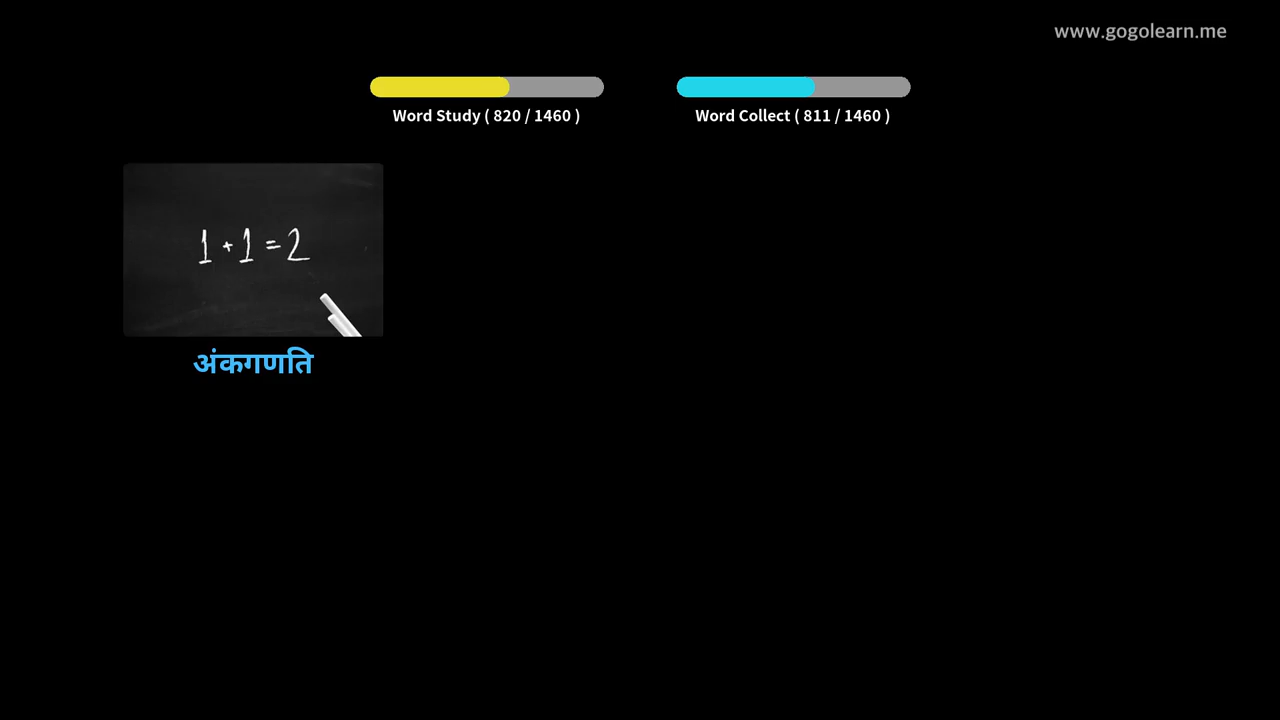 www.gogolearn.me
Word Study ( 820 / 1460 )
Word Collect ( 811 / 1460 )
1 + 1 = 2
अंकगणति